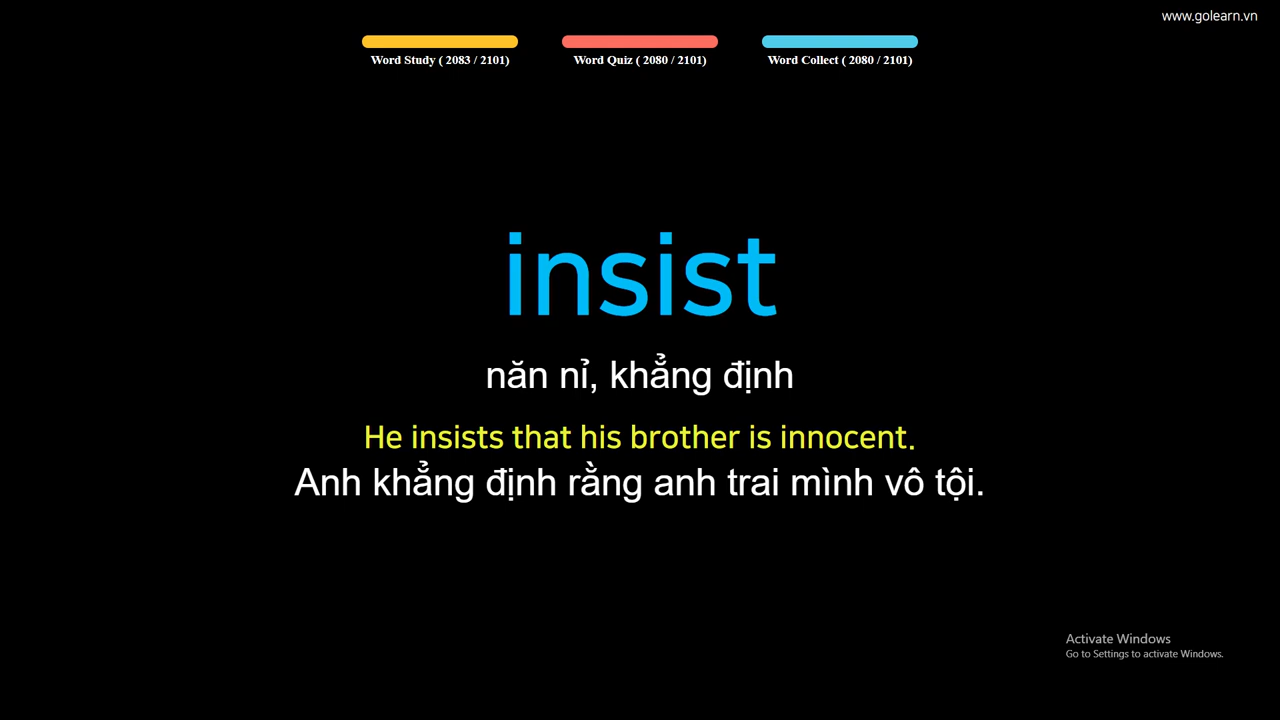 www.golearn.vn
Word Study ( 2083 / 2101)
Word Quiz ( 2080 / 2101)
Word Collect ( 2080 / 2101)
insist
năn nỉ, khẳng định
He insists that his brother is innocent.
Anh khẳng định rằng anh trai mình vô tội.
Activate Windows
Go to Settings to activate Windows.